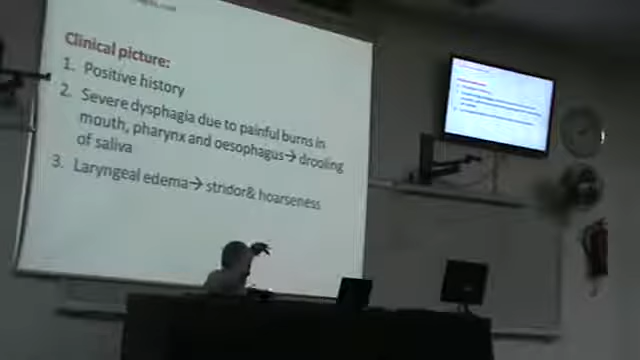 Clinical picture:
1. Positive history
2. Severe dysphagia due to painful burns in
mouth, pharynx and oesophagus→ drooling
of saliva
3. Laryngeal edema→ stridor& hoarseness